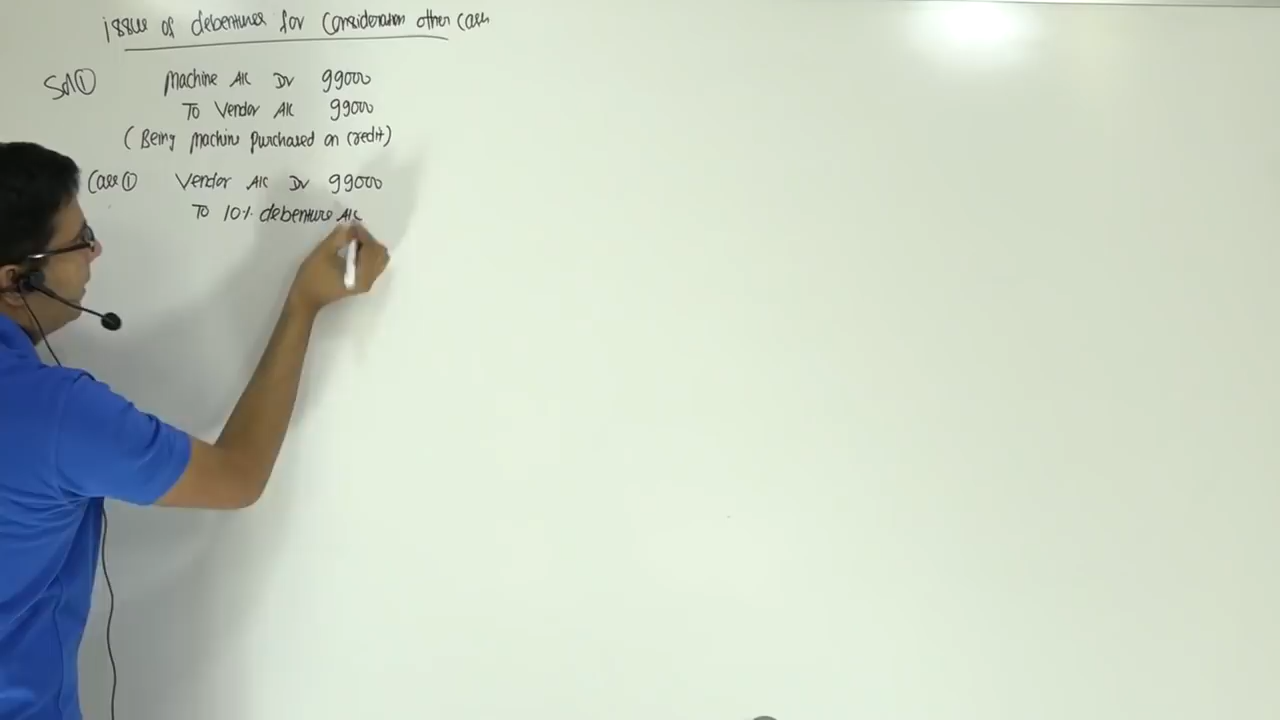 issue of debentures for Consideration other cash
Sol ①
Machine A/c Dr 99000
To Vendor A/c 99000
(Being machine purchased on credit)
Case ① Vendor A/c Dr 99000
To 10% debenture A/c